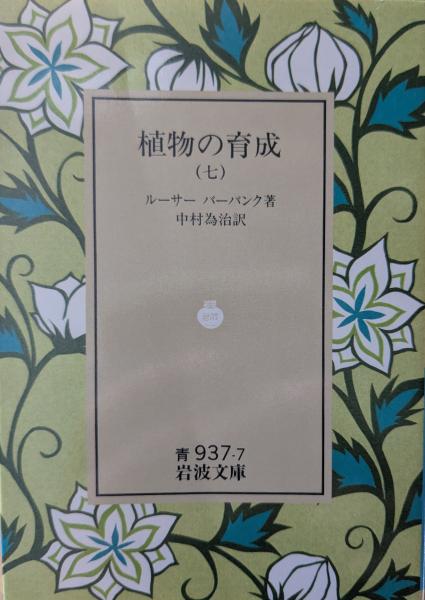 植物の育成
(七)
ルーサー バーバンク著
中村為治訳
青 937-7
岩波文庫